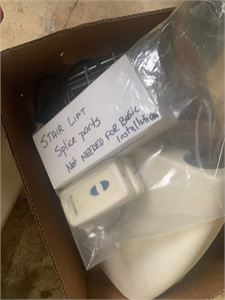 STAIR LIFT
Splice parts
Not NEEDED FOR Basic
Installation